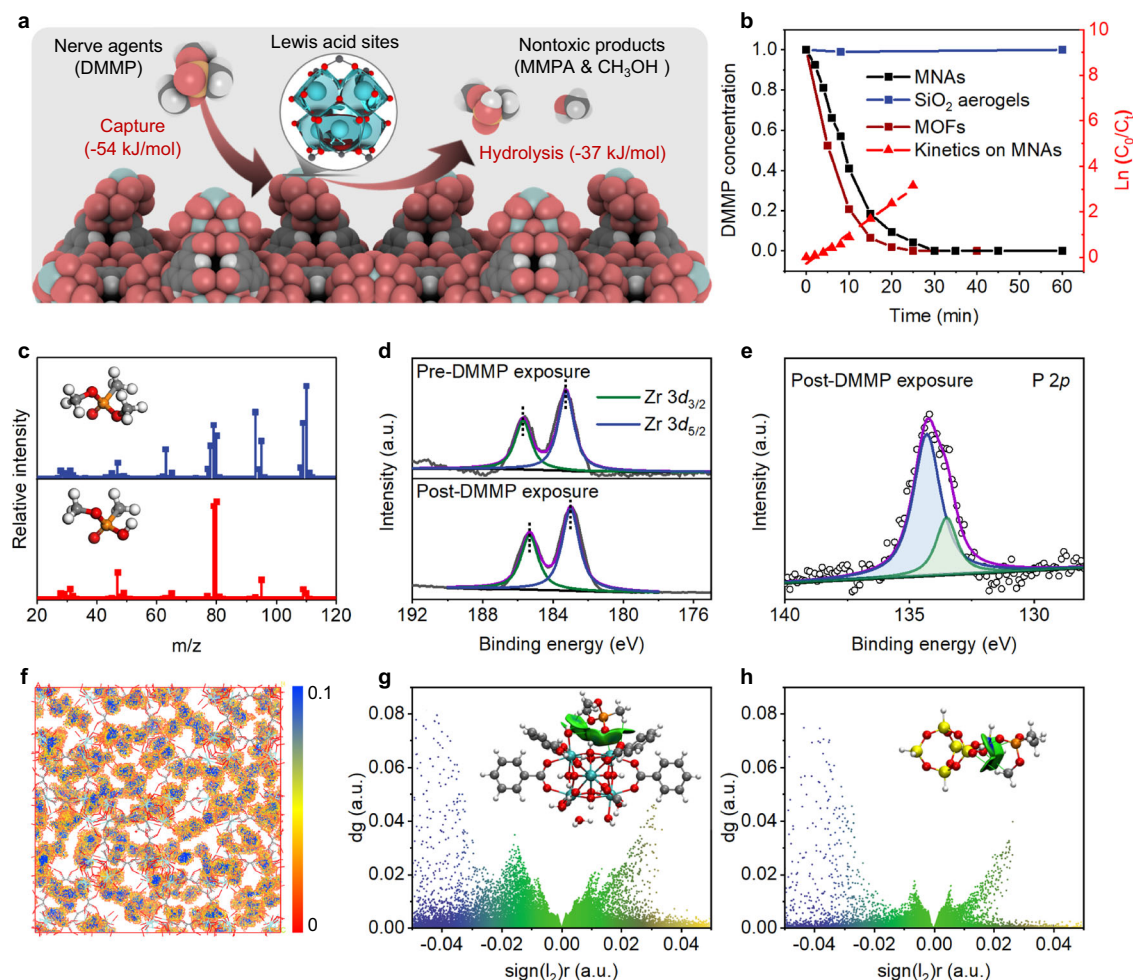 a
Nerve agents
(DMMP)
Lewis acid sites
Nontoxic products
(MMPA & CH₃OH )
Capture
(-54 kJ/mol)
Hydrolysis (-37 kJ/mol)
b
1.0
0.8
0.6
0.4
0.2
0.0
DMMP concentration
MNAs
SiO₂ aerogels
MOFs
Kinetics on MNAs
10
8
6
4
2
0
Ln (C₀/Cₜ)
0 10 20 30 40 50 60
Time (min)
c
Relative intensity
20 40 60 80 100 120
m/z
d
Pre-DMMP exposure
Zr 3d₃/₂
Zr 3d₅/₂
Post-DMMP exposure
Intensity (a.u.)
192 188 184 180 176
Binding energy (eV)
e
Post-DMMP exposure P 2p
Intensity (a.u.)
140 135 130
Binding energy (eV)
f
0.1
0
g
0.08
0.06
0.04
0.02
0.00
dg (a.u.)
-0.04 -0.02 0.00 0.02 0.04
sign(l₂)r (a.u.)
h
0.08
0.06
0.04
0.02
0.00
dg (a.u.)
-0.04 -0.02 0.00 0.02 0.04
sign(l₂)r (a.u.)